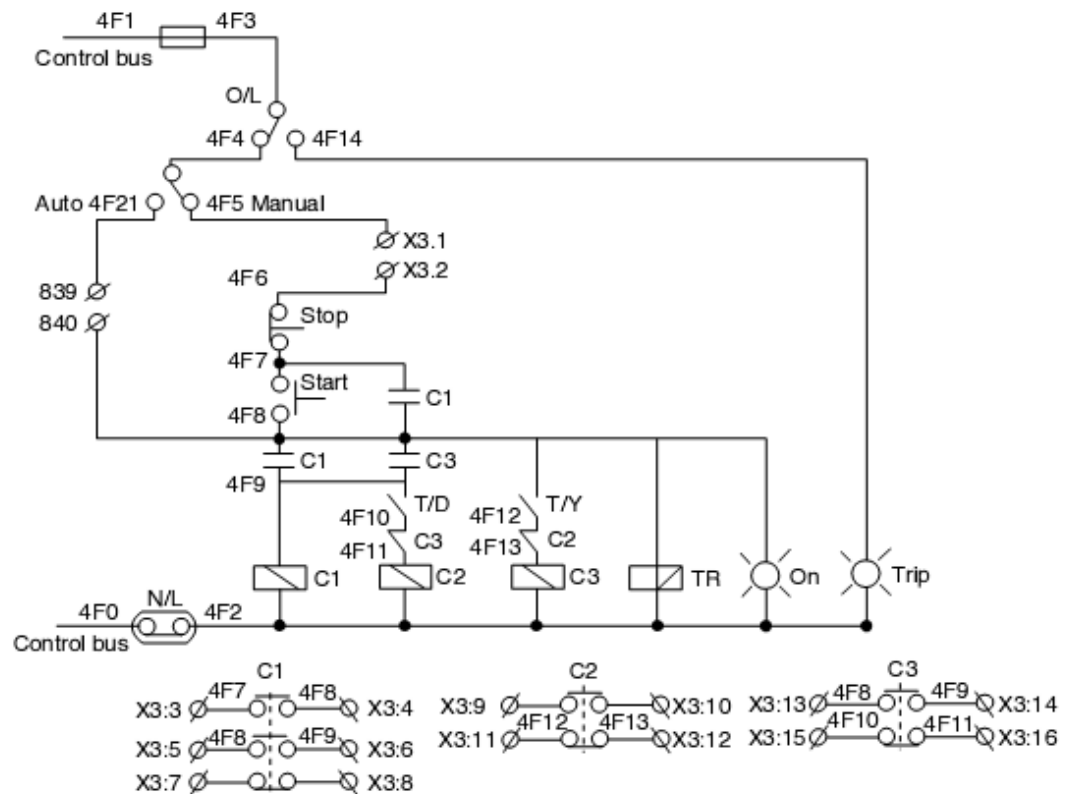 4F1 4F3
Control bus
O/L
4F4 4F14
Auto 4F21 4F5 Manual
X3.1
X3.2
4F6
839
840
Stop
4F7
Start
C1
4F8
C1 C3
4F9
T/D T/Y
4F10 4F12
C3 C2
4F11 4F13
C1 C2 C3 TR On Trip
N/L
4F0 4F2
Control bus
C1 C2 C3
X3:3 4F7 4F8 X3:4 X3:9 X3:10 X3:13 4F8 4F9 X3:14
X3:5 4F8 4F9 X3:6 X3:11 4F12 4F13 X3:12 X3:15 4F10 4F11 X3:16
X3:7 X3:8